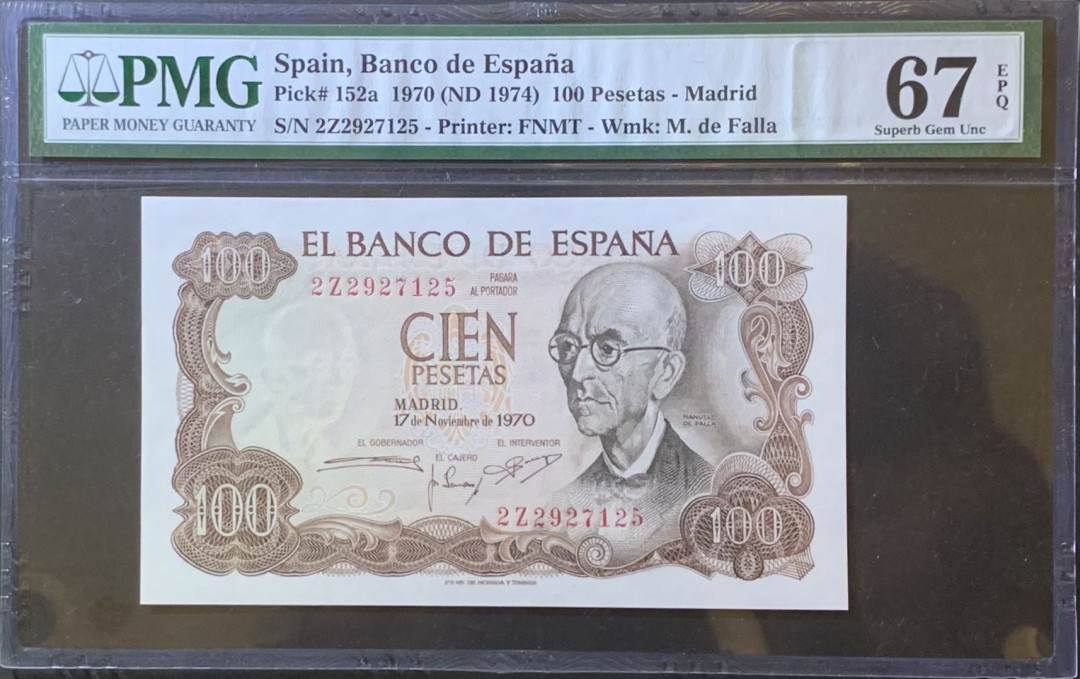 PMG
PAPER MONEY GUARANTY
Spain, Banco de España
Pick# 152a 1970 (ND 1974) 100 Pesetas - Madrid
S/N 2Z2927125 - Printer: FNMT - Wmk: M. de Falla
67
EPQ
Superb Gem Unc
100
EL BANCO DE ESPAÑA
100
2Z2927125
PAGARA
AL PORTADOR
CIEN
PESETAS
MADRID.
17 de Noviembre de 1970
MANUEL
DE FALLA
EL GOBERNADOR
EL INTERVENTOR
EL CAJERO
2Z2927125
100
100